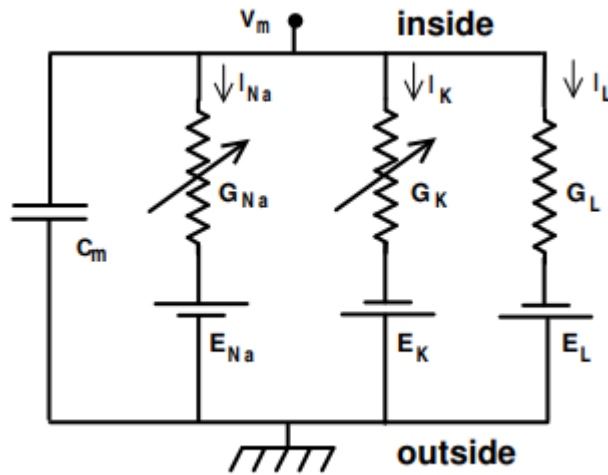 Vm inside
INa IK IL
GNa GK GL
Cm
ENa EK EL
outside